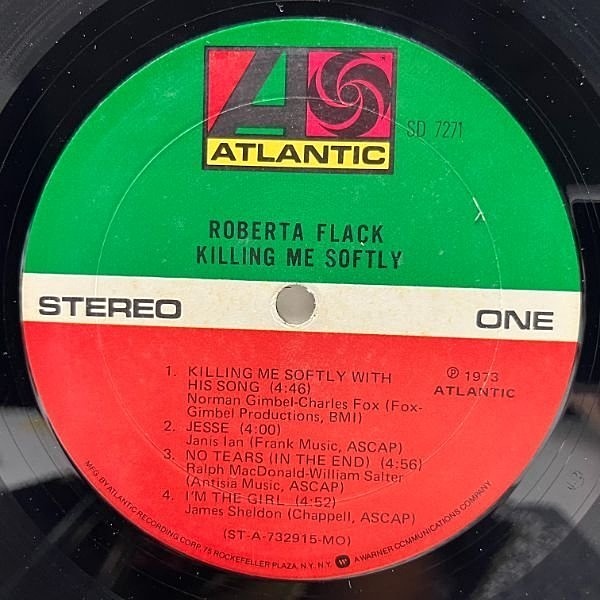 ATLANTIC
SD 7271
ROBERTA FLACK
KILLING ME SOFTLY
STEREO
ONE
1. KILLING ME SOFTLY WITH
HIS SONG (4:46)
Norman Gimbel-Charles Fox (Fox-
Gimbel Productions, BMI)
2. JESSE (4:00)
Janis Ian (Frank Music, ASCAP)
3. NO TEARS (IN THE END) (4:56)
Ralph MacDonald-William Salter
(Antisia Music, ASCAP)
4. I'M THE GIRL (4:52)
James Sheldon (Chappell, ASCAP)
℗ 1973
ATLANTIC
(ST-A-732915-MO)
MFG. BY ATLANTIC RECORDING CORP., 75 ROCKEFELLER PLAZA, N.Y., N.Y. A WARNER COMMUNICATIONS COMPANY